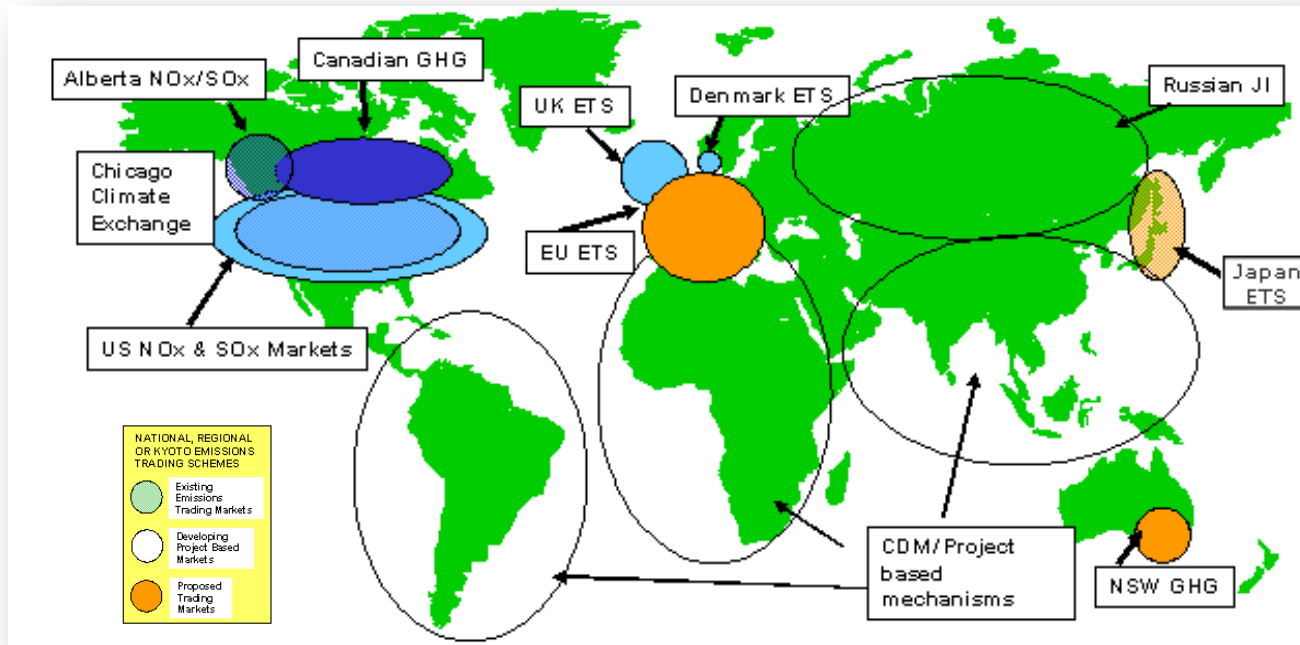 Canadian GHG
Alberta NOx/SOx
UK ETS
Denmark ETS
Russian JI
Chicago
Climate
Exchange
EU ETS
Japan
ETS
US NOx & SOx Markets
NATIONAL, REGIONAL
OR KYOTO EMISSIONS
TRADING SCHEMES
Existing
Emissions
Trading Markets
Developing
Project Based
Markets
Proposed
Trading
Markets
CDM/Project
based
mechanisms
NSW GHG